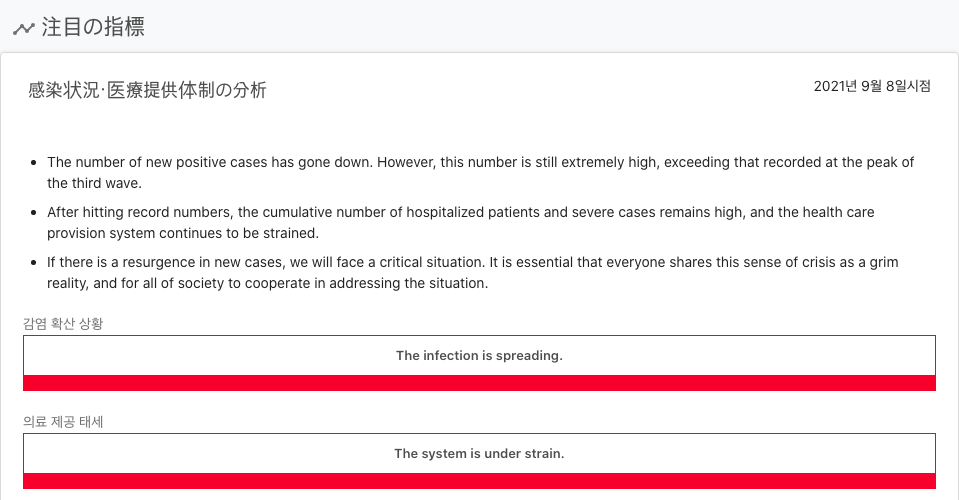 注目の指標
感染状況·医療提供体制の分析
2021년 9월 8일시점
The number of new positive cases has gone down. However, this number is still extremely high, exceeding that recorded at the peak of
the third wave.
After hitting record numbers, the cumulative number of hospitalized patients and severe cases remains high, and the health care
provision system continues to be strained.
If there is a resurgence in new cases, we will face a critical situation. It is essential that everyone shares this sense of crisis as a grim
reality, and for all of society to cooperate in addressing the situation.
감염 확산 상황
The infection is spreading.
의료 제공 태세
The system is under strain.